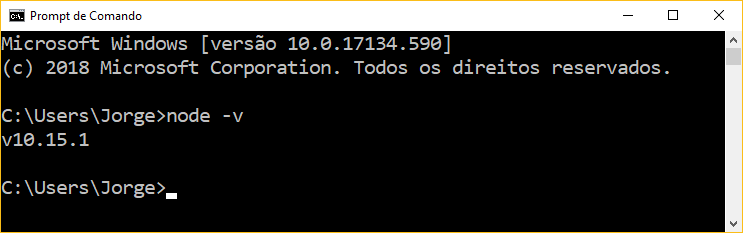 Prompt de Comando
Microsoft Windows [versão 10.0.17134.590]
(c) 2018 Microsoft Corporation. Todos os direitos reservados.
C:\Users\Jorge>node -v
v10.15.1
C:\Users\Jorge>